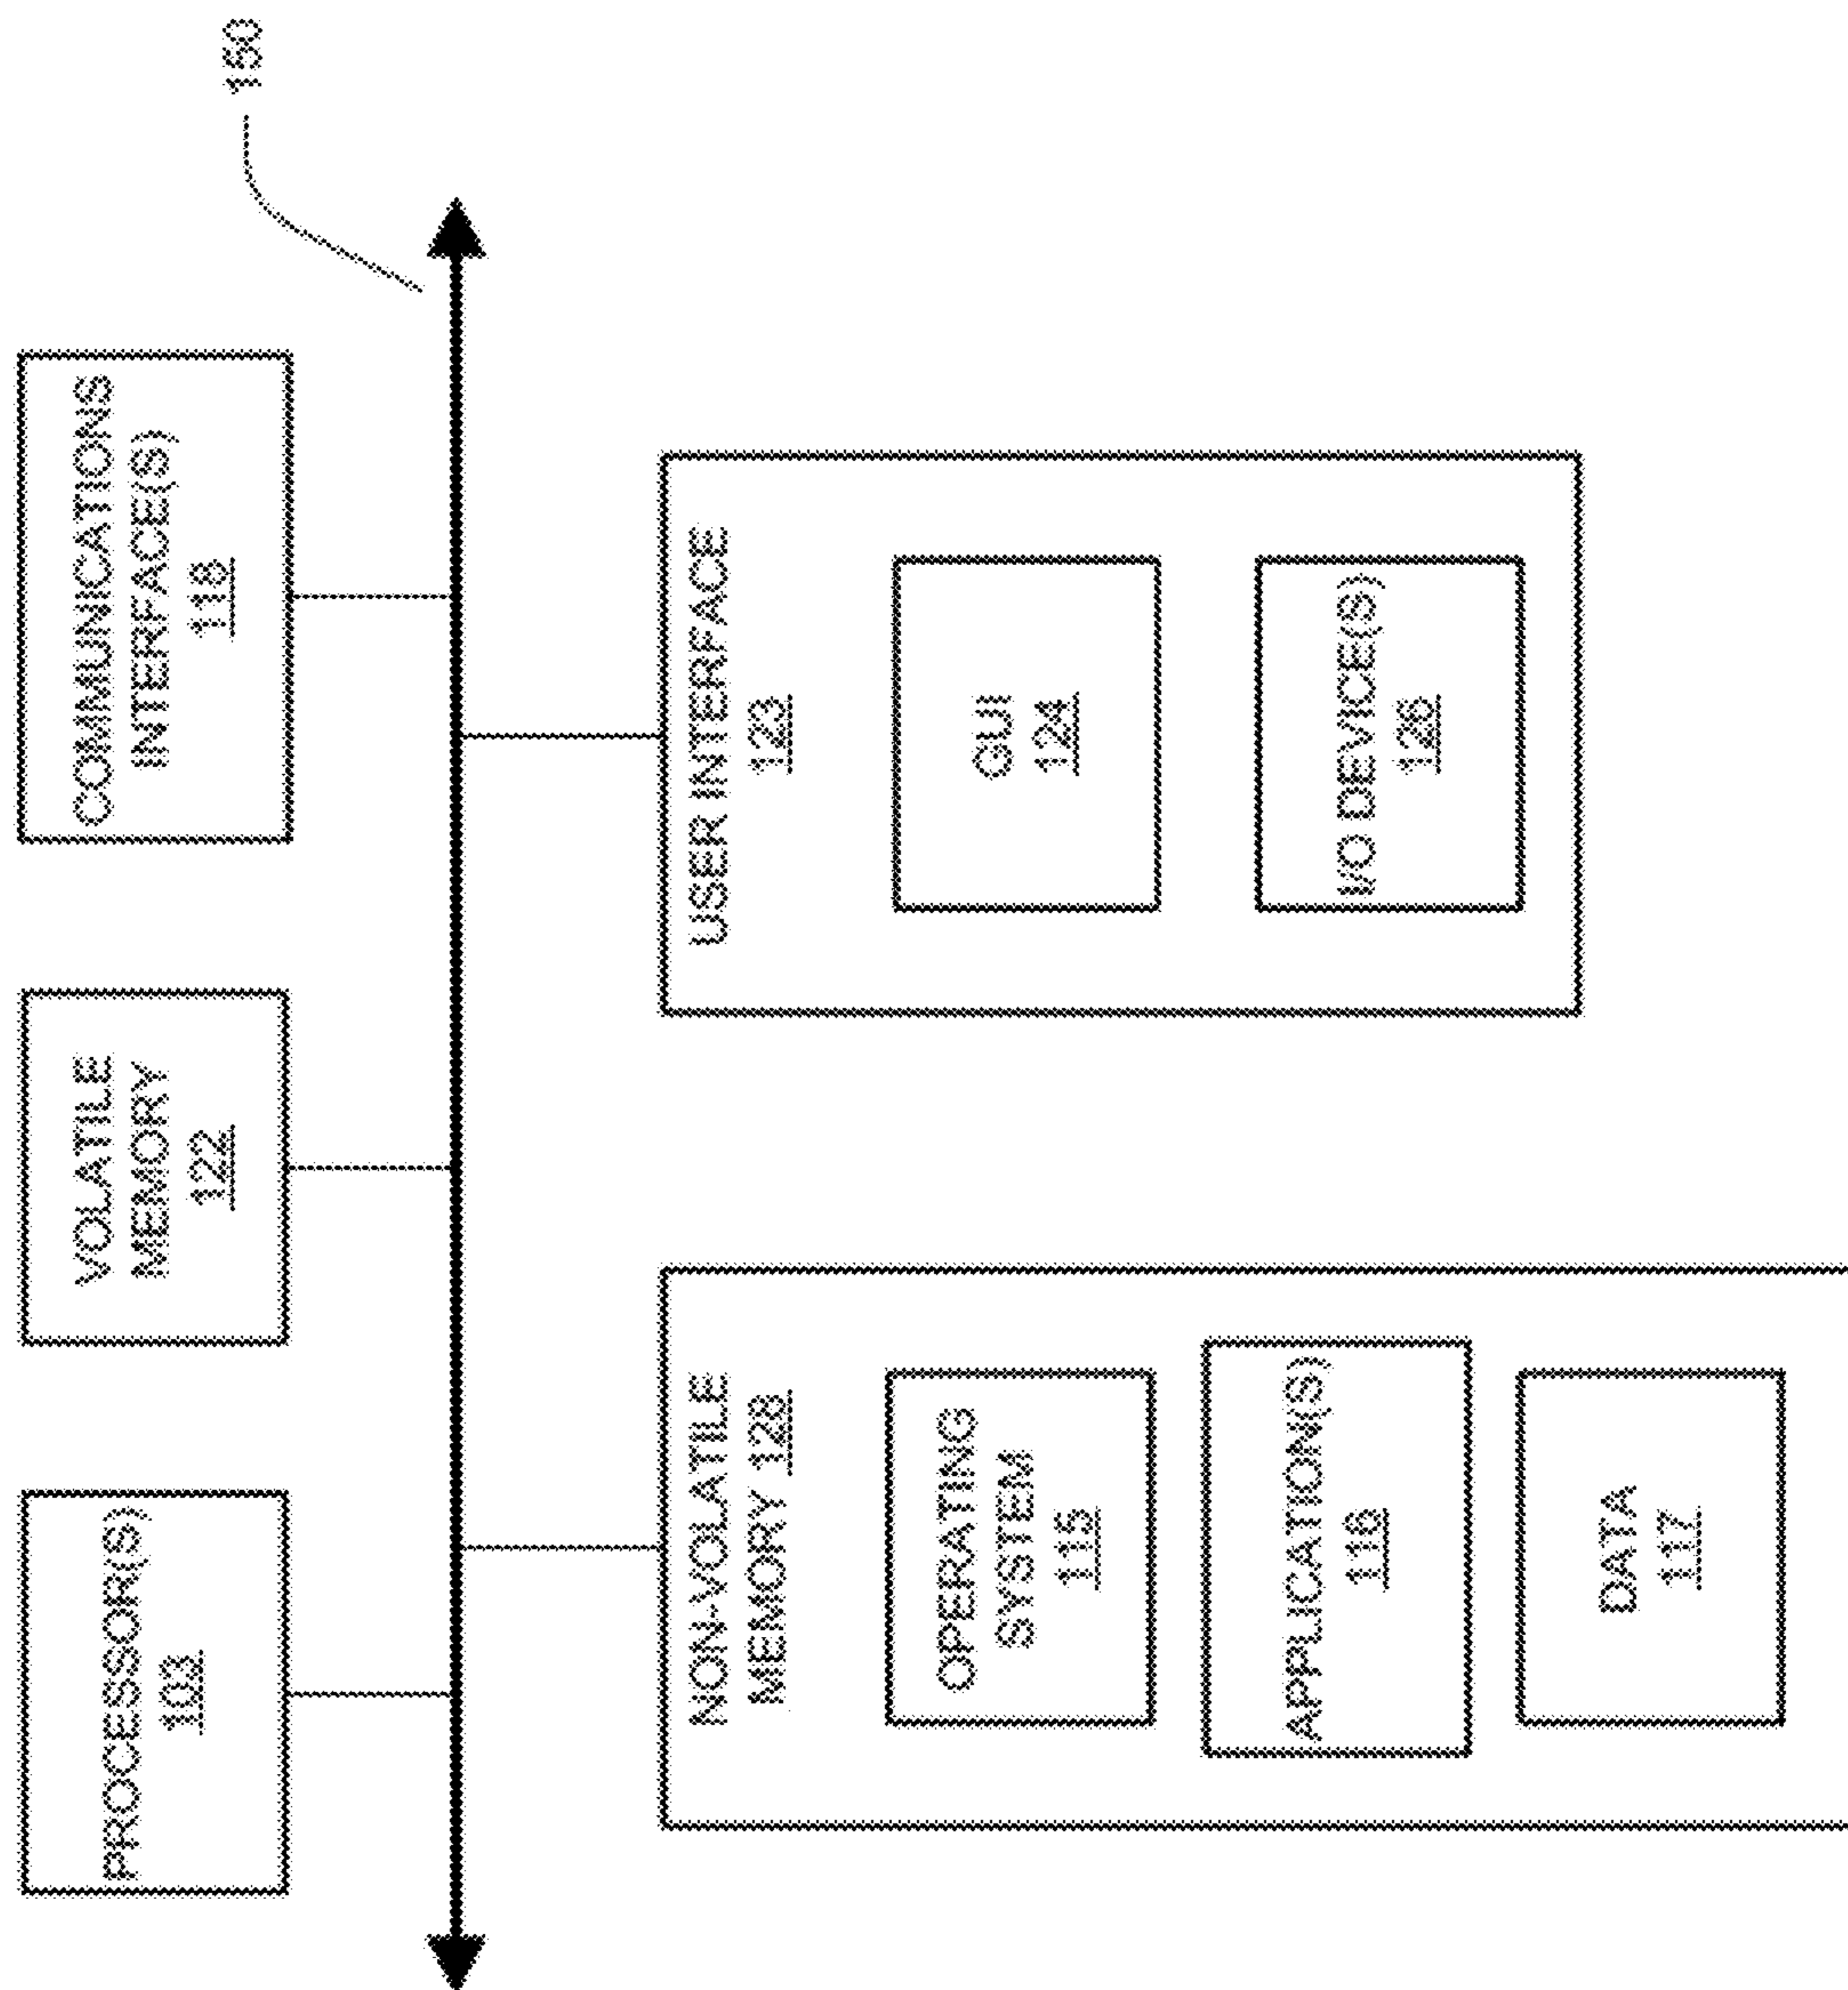 PROCESSOR(S)
103
VOLATILE
MEMORY
122
COMMUNICATIONS
INTERFACE(S)
118
150
NON-VOLATILE
MEMORY 128
OPERATING
SYSTEM
115
APPLICATION(S)
116
DATA
117
USER INTERFACE
123
GUI
124
I/O DEVICE(S)
126